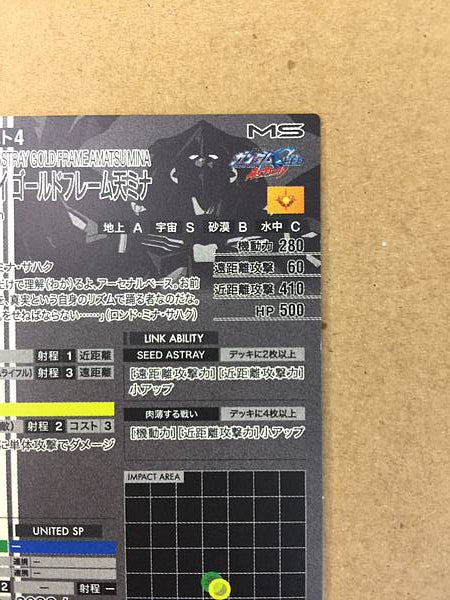 ト4
MS
ASTRAY GOLD FRAME AMATSU MINA
イゴールドフレーム天ミナ
地上 A 宇宙 S 砂漠 B 水中 C
機動力 280
遠距離攻撃 60
近距離攻撃 410
HP 500
ミナ・サハク
だけで理解(わかる)るよ、アーセナルベース。お前
真実という自身のリズムで踊る者なのだな。
をせねばならない……」(ロンド・ミナ・サハク)
LINK ABILITY
SEED ASTRAY デッキに2枚以上
[遠距離攻撃力][近距離攻撃力]
小アップ
肉薄する戦い デッキに4枚以上
[機動力][近距離攻撃力]小アップ
射程 1 近距離
ライフル) 射程 3 遠距離
射程 2 コスト 3
に単体攻撃でダメージ
IMPACT AREA
UNITED SP
連携 —
連携 —
2 — 射程 —